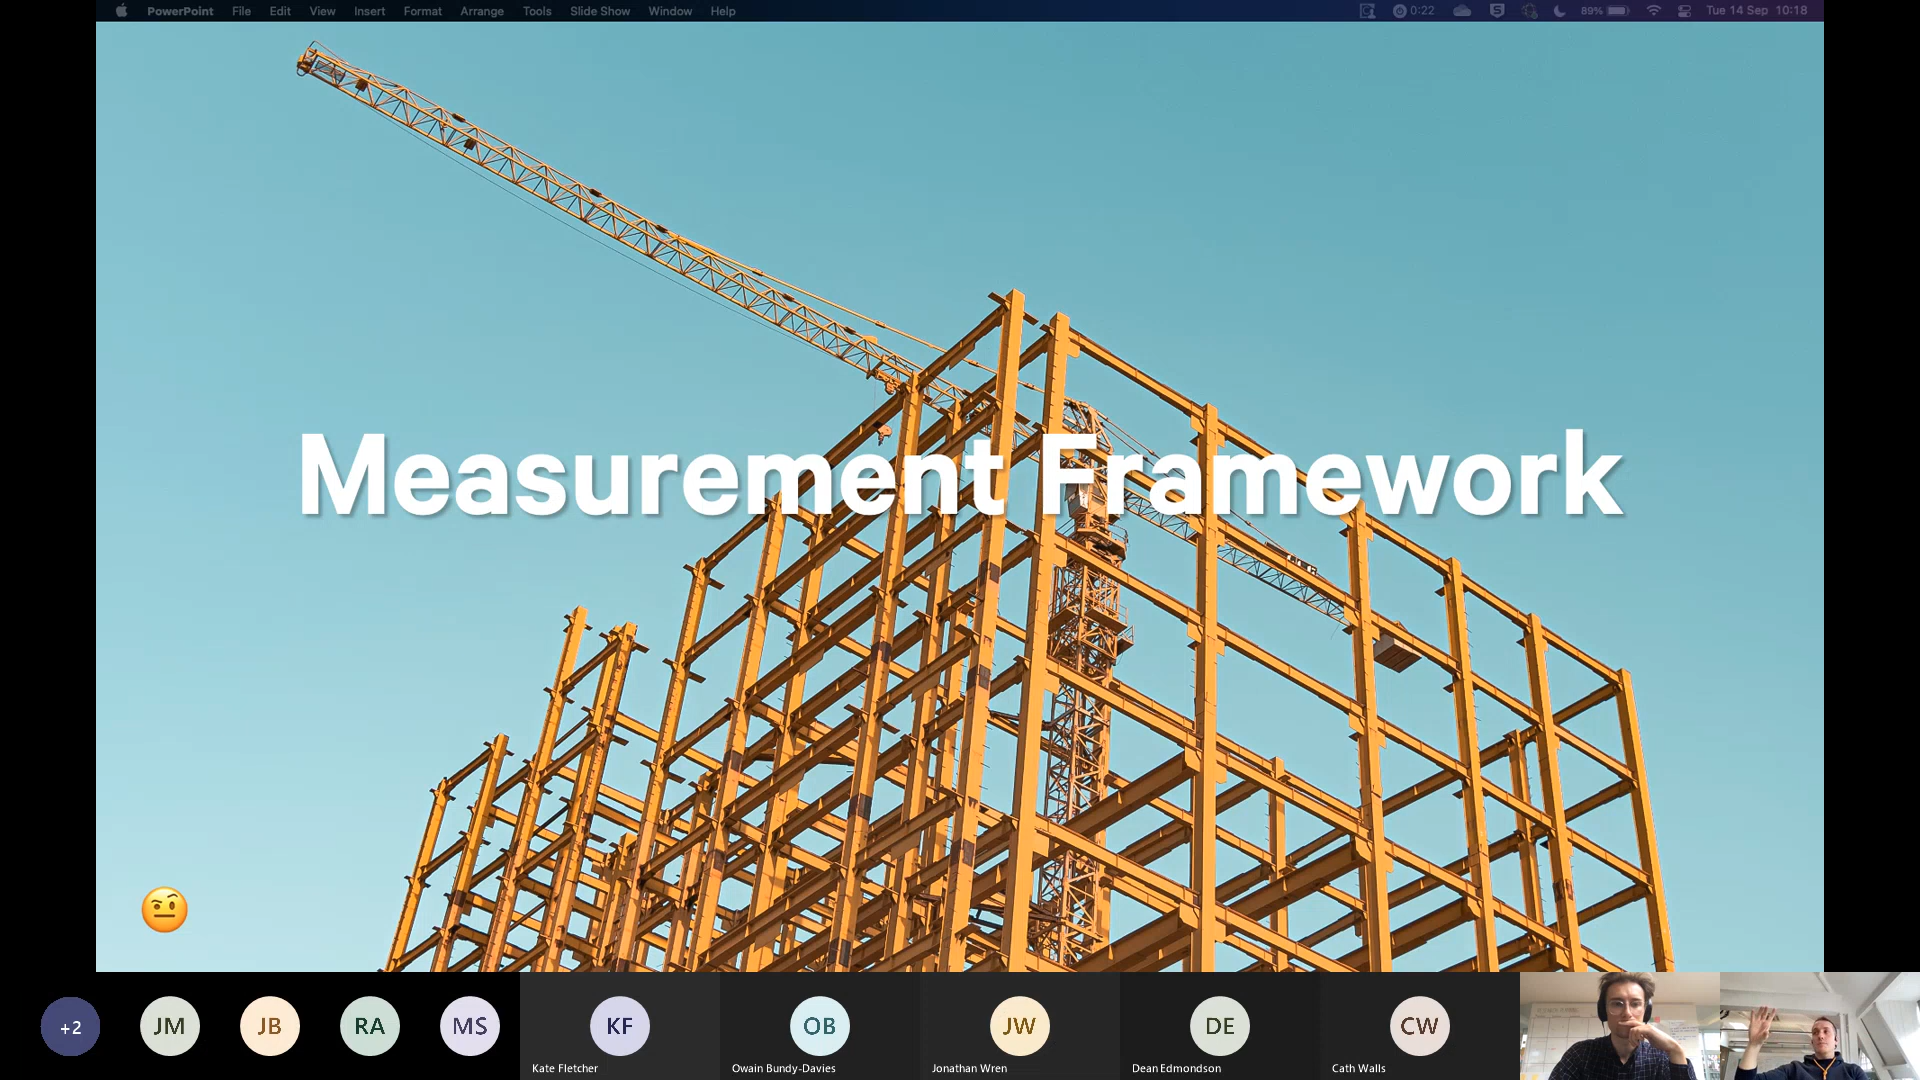 PowerPoint File Edit View Insert Format Arrange Tools Slide Show Window Help 0:22 89% Tue 14 Sep 10:18
Measurement Framework
+2 JM JB RA MS KF OB JW DE CW
Kate Fletcher Owain Bundy-Davies Jonathan Wren Dean Edmondson Cath Walls